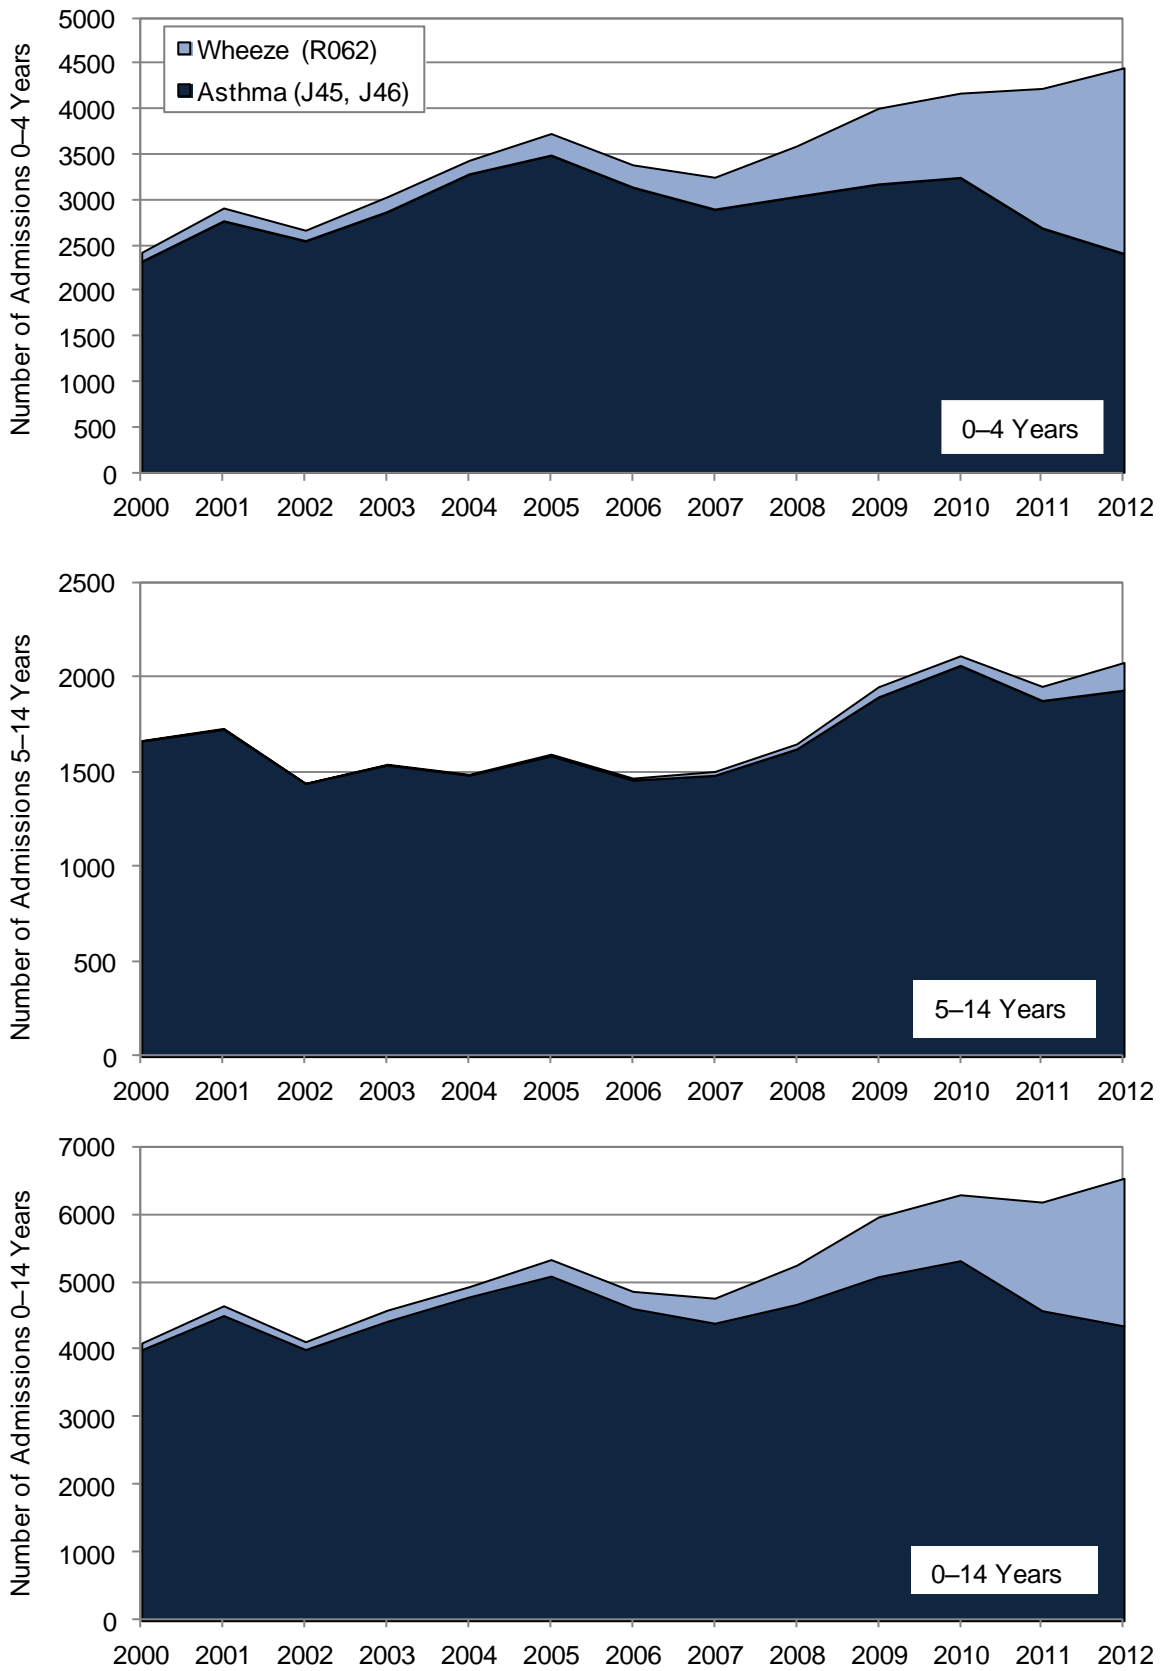 Number of Admissions 0–4 Years
5000
4500
4000
3500
3000
2500
2000
1500
1000
500
0
Wheeze (R062)
Asthma (J45, J46)
0–4 Years
2000 2001 2002 2003 2004 2005 2006 2007 2008 2009 2010 2011 2012
Number of Admissions 5–14 Years
2500
2000
1500
1000
500
0
5–14 Years
2000 2001 2002 2003 2004 2005 2006 2007 2008 2009 2010 2011 2012
Number of Admissions 0–14 Years
7000
6000
5000
4000
3000
2000
1000
0
0–14 Years
2000 2001 2002 2003 2004 2005 2006 2007 2008 2009 2010 2011 2012